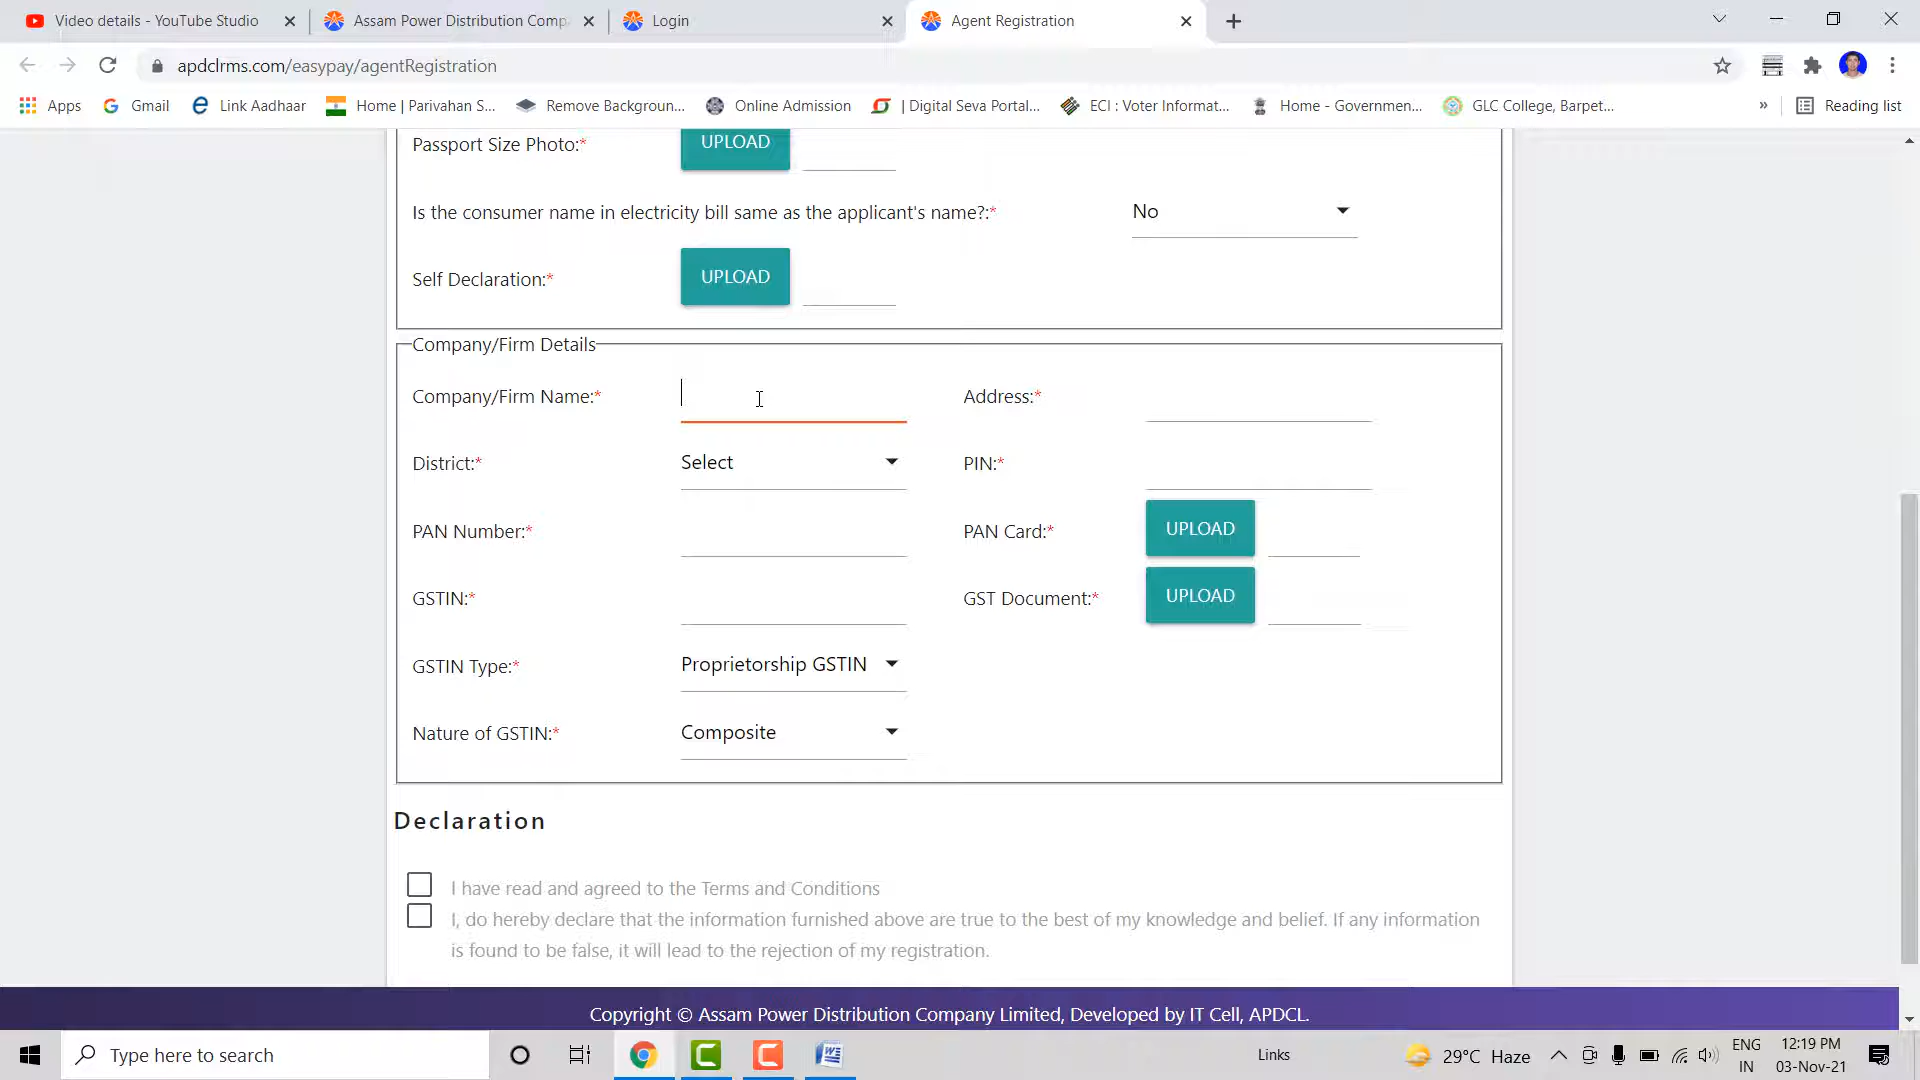 Video details - YouTube Studio
Assam Power Distribution Comp
Login
Agent Registration
apdclrms.com/easypay/agentRegistration
Apps
Gmail
Link Aadhaar
Home | Parivahan S...
Remove Backgroun...
Online Admission
| Digital Seva Portal...
ECI : Voter Informat...
Home - Governmen...
GLC College, Barpet...
»
Reading list
Passport Size Photo:*
UPLOAD
Is the consumer name in electricity bill same as the applicant's name?:*
No
Self Declaration:*
UPLOAD
Company/Firm Details
Company/Firm Name:*
Address:*
District:*
Select
PIN:*
PAN Number:*
PAN Card:*
UPLOAD
GSTIN:*
GST Document:*
UPLOAD
GSTIN Type:*
Proprietorship GSTIN
Nature of GSTIN:*
Composite
Declaration
I have read and agreed to the Terms and Conditions
I, do hereby declare that the information furnished above are true to the best of my knowledge and belief. If any information
is found to be false, it will lead to the rejection of my registration.
Copyright © Assam Power Distribution Company Limited, Developed by IT Cell, APDCL.
Type here to search
Links
29°C Haze
ENG
IN
12:19 PM
03-Nov-21